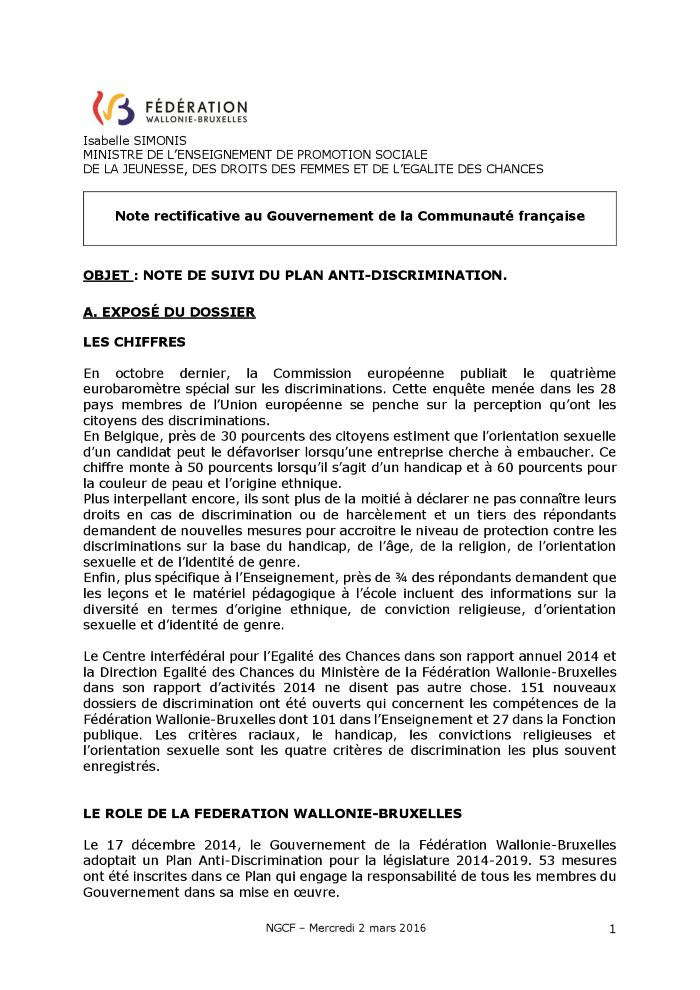 FÉDÉRATION
WALLONIE-BRUXELLES
Isabelle SIMONIS
MINISTRE DE L’ENSEIGNEMENT DE PROMOTION SOCIALE
DE LA JEUNESSE, DES DROITS DES FEMMES ET DE L’EGALITE DES CHANCES
Note rectificative au Gouvernement de la Communauté française
OBJET : NOTE DE SUIVI DU PLAN ANTI-DISCRIMINATION.
A. EXPOSÉ DU DOSSIER
LES CHIFFRES
En octobre dernier, la Commission européenne publiait le quatrième
eurobaromètre spécial sur les discriminations. Cette enquête menée dans les 28
pays membres de l’Union européenne se penche sur la perception qu’ont les
citoyens des discriminations.
En Belgique, près de 30 pourcents des citoyens estiment que l’orientation sexuelle
d’un candidat peut le défavoriser lorsqu’une entreprise cherche à embaucher. Ce
chiffre monte à 50 pourcents lorsqu’il s’agit d’un handicap et à 60 pourcents pour
la couleur de peau et l’origine ethnique.
Plus interpellant encore, ils sont plus de la moitié à déclarer ne pas connaître leurs
droits en cas de discrimination ou de harcèlement et un tiers des répondants
demandent de nouvelles mesures pour accroitre le niveau de protection contre les
discriminations sur la base du handicap, de l’âge, de la religion, de l’orientation
sexuelle et de l’identité de genre.
Enfin, plus spécifique à l’Enseignement, près de ¾ des répondants demandent que
les leçons et le matériel pédagogique à l’école incluent des informations sur la
diversité en termes d’origine ethnique, de conviction religieuse, d’orientation
sexuelle et d’identité de genre.
Le Centre interfédéral pour l’Egalité des Chances dans son rapport annuel 2014 et
la Direction Egalité des Chances du Ministère de la Fédération Wallonie-Bruxelles
dans son rapport d’activités 2014 ne disent pas autre chose. 151 nouveaux
dossiers de discrimination ont été ouverts qui concernent les compétences de la
Fédération Wallonie-Bruxelles dont 101 dans l’Enseignement et 27 dans la Fonction
publique. Les critères raciaux, le handicap, les convictions religieuses et
l’orientation sexuelle sont les quatre critères de discrimination les plus souvent
enregistrés.
LE ROLE DE LA FEDERATION WALLONIE-BRUXELLES
Le 17 décembre 2014, le Gouvernement de la Fédération Wallonie-Bruxelles
adoptait un Plan Anti-Discrimination pour la législature 2014-2019. 53 mesures
ont été inscrites dans ce Plan qui engage la responsabilité de tous les membres du
Gouvernement dans sa mise en œuvre.
NGCF – Mercredi 2 mars 2016 1